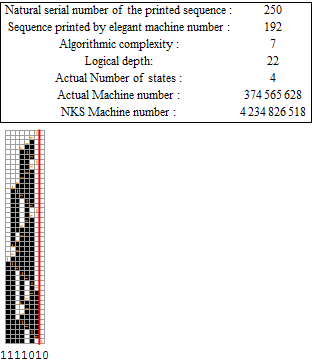 Natural serial number of the printed sequence : 250
Sequence printed by elegant machine number : 192
Algorithmic complexity : 7
Logical depth: 22
Actual Number of states : 4
Actual Machine number : 374 565 628
NKS Machine number : 4 234 826 518
1111010